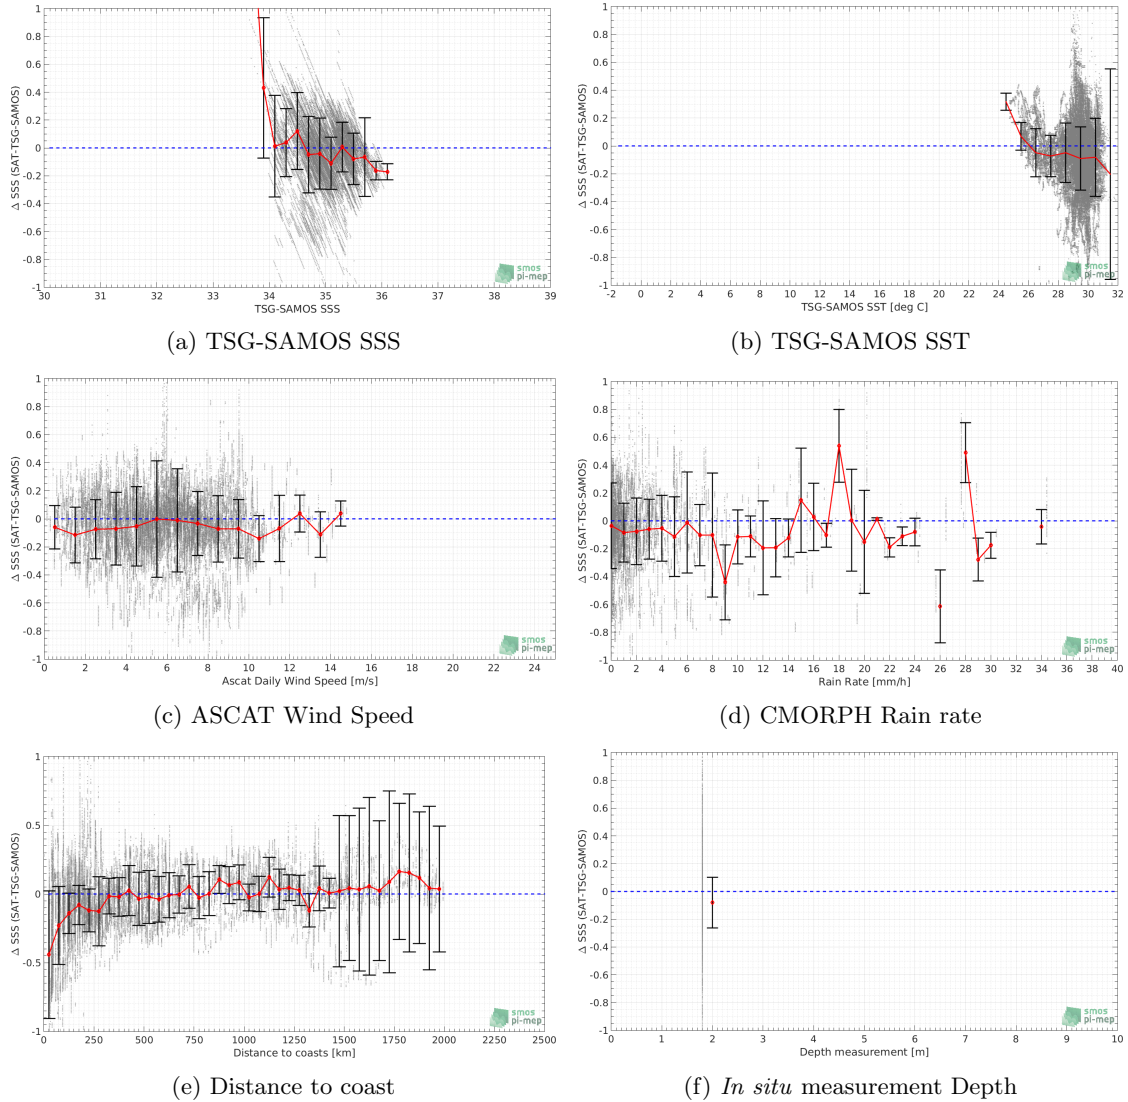 1
0.8
0.6
0.4
0.2
0
-0.2
-0.4
-0.6
-0.8
-1
Δ SSS (SAT-TSG-SAMOS)
30 31 32 33 34 35 36 37 38 39
TSG-SAMOS SSS
smos
pi-mep
(a) TSG-SAMOS SSS
1
0.8
0.6
0.4
0.2
0
-0.2
-0.4
-0.6
-0.8
-1
Δ SSS (SAT-TSG-SAMOS)
-2 0 2 4 6 8 10 12 14 16 18 20 22 24 26 28 30 32
TSG-SAMOS SST [deg C]
smos
pi-mep
(b) TSG-SAMOS SST
1
0.8
0.6
0.4
0.2
0
-0.2
-0.4
-0.6
-0.8
-1
Δ SSS (SAT-TSG-SAMOS)
0 2 4 6 8 10 12 14 16 18 20 22 24
Ascat Daily Wind Speed [m/s]
smos
pi-mep
(c) ASCAT Wind Speed
1
0.8
0.6
0.4
0.2
0
-0.2
-0.4
-0.6
-0.8
-1
Δ SSS (SAT-TSG-SAMOS)
0 2 4 6 8 10 12 14 16 18 20 22 24 26 28 30 32 34 36 38 40
Rain Rate [mm/h]
smos
pi-mep
(d) CMORPH Rain rate
1
0.5
0
-0.5
-1
Δ SSS (SAT-TSG-SAMOS)
0 250 500 750 1000 1250 1500 1750 2000 2250 2500
Distance to coasts [km]
smos
pi-mep
(e) Distance to coast
1
0.8
0.6
0.4
0.2
0
-0.2
-0.4
-0.6
-0.8
-1
Δ SSS (SAT-TSG-SAMOS)
0 1 2 3 4 5 6 7 8 9 10
Depth measurement [m]
smos
pi-mep
(f) In situ measurement Depth